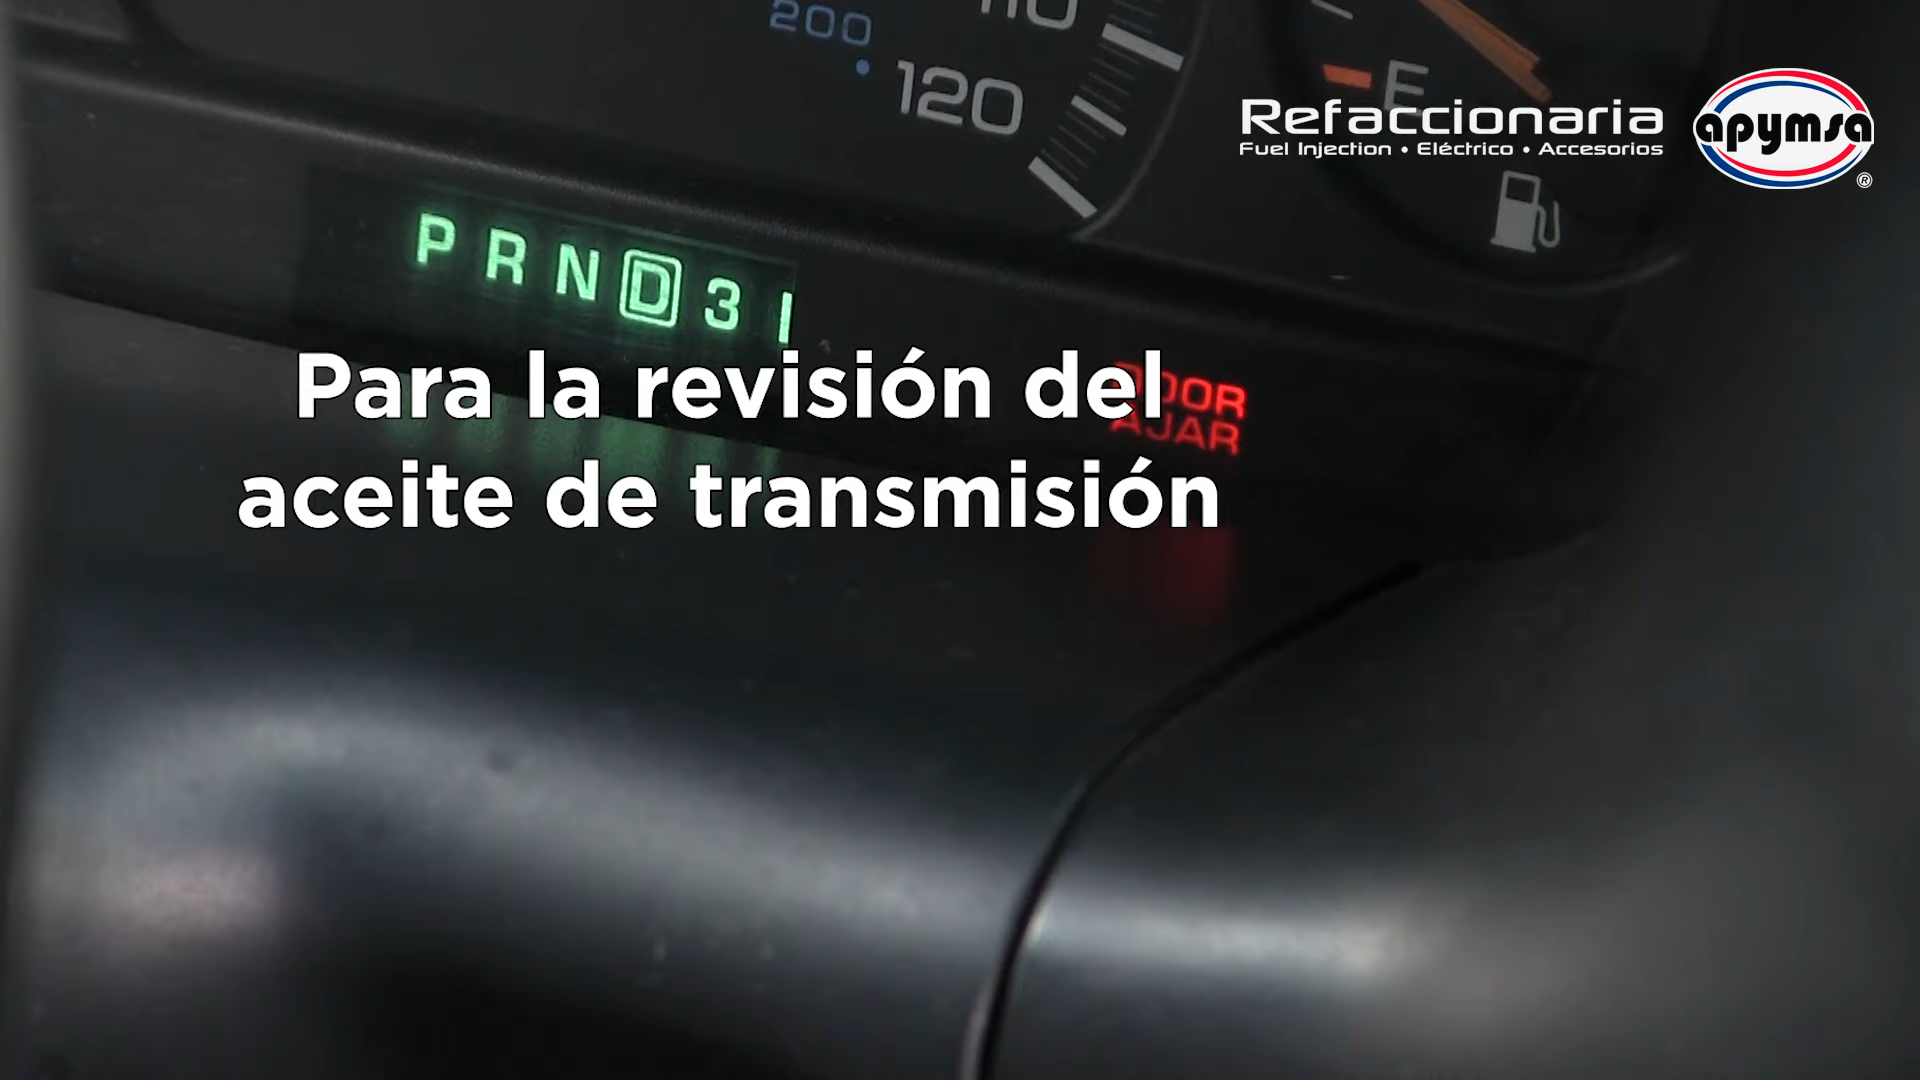 110
200
120
E
Refaccionaria
Fuel Injection • Eléctrico • Accesorios
apymsa
®
P R N D 3 1
DOOR
AJAR
Para la revisión del
aceite de transmisión